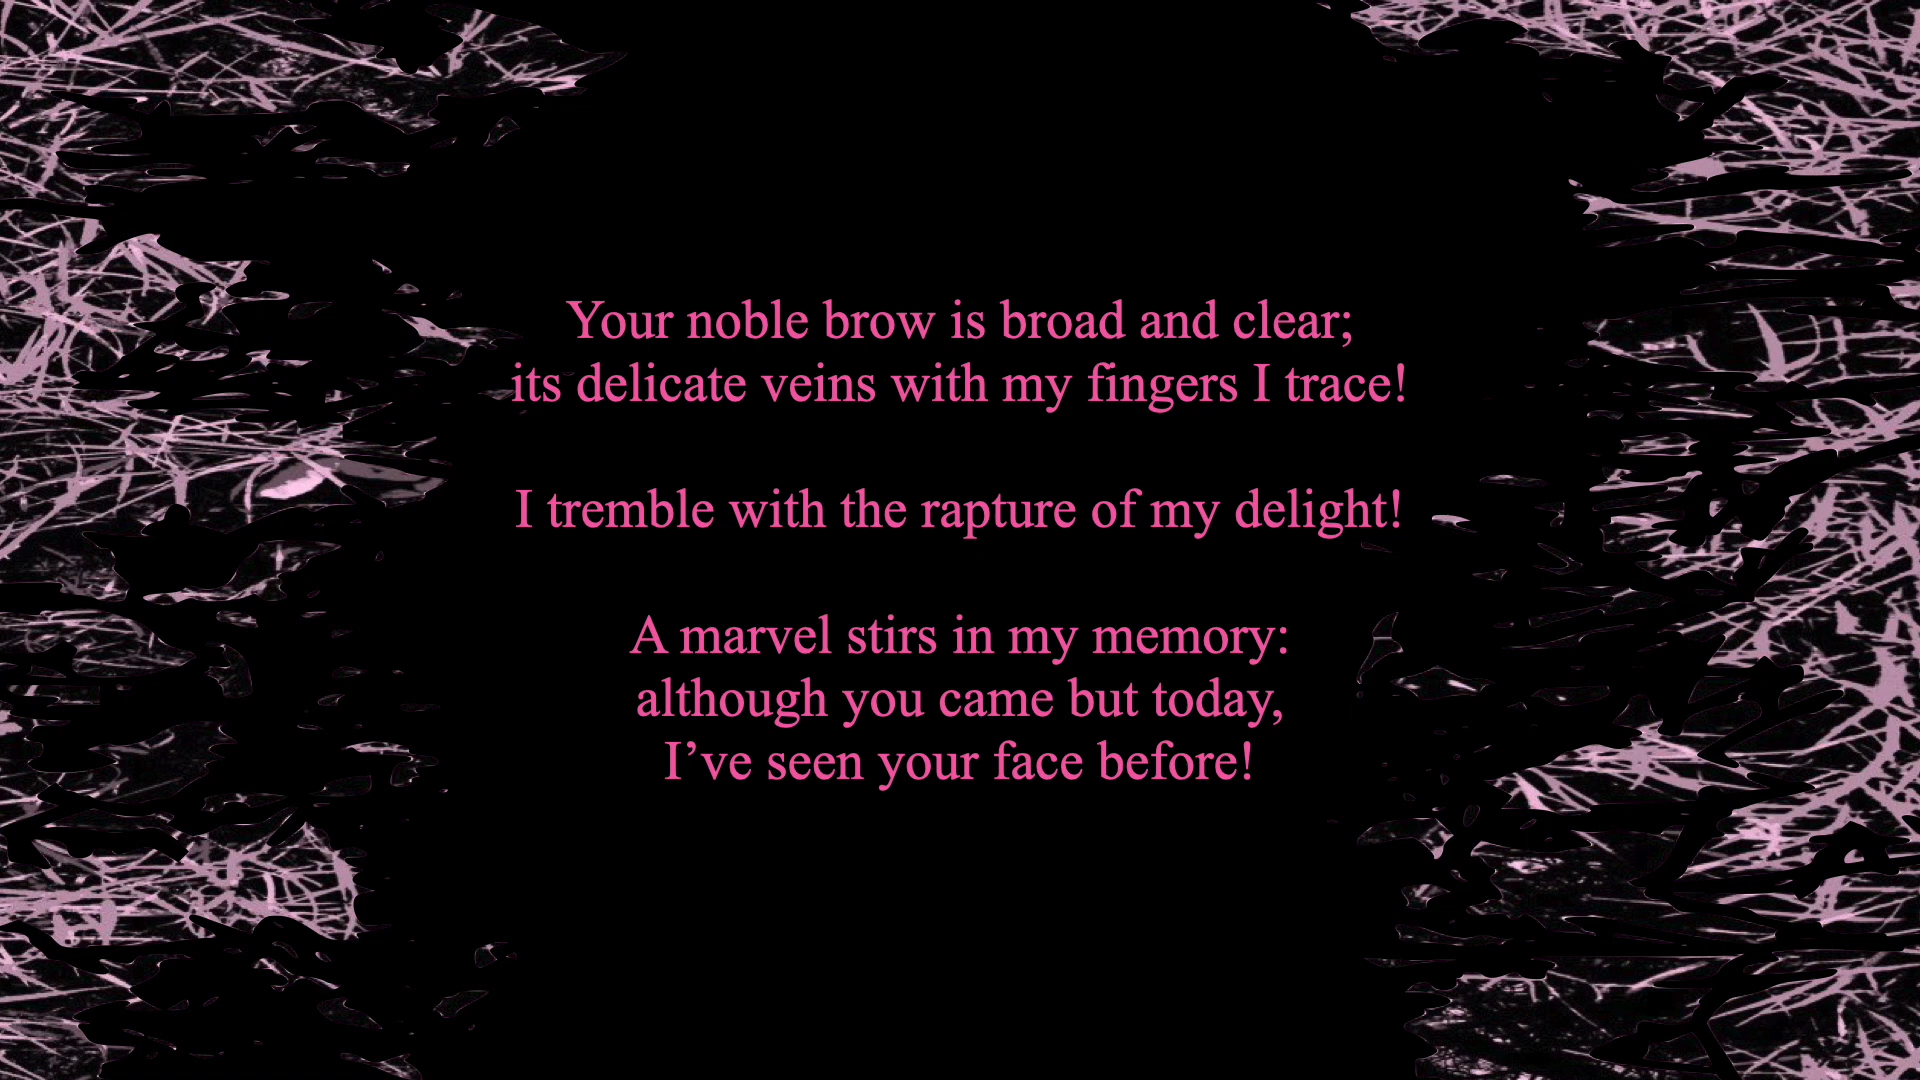 Your noble brow is broad and clear;
its delicate veins with my fingers I trace!
I tremble with the rapture of my delight!
A marvel stirs in my memory:
although you came but today,
I’ve seen your face before!